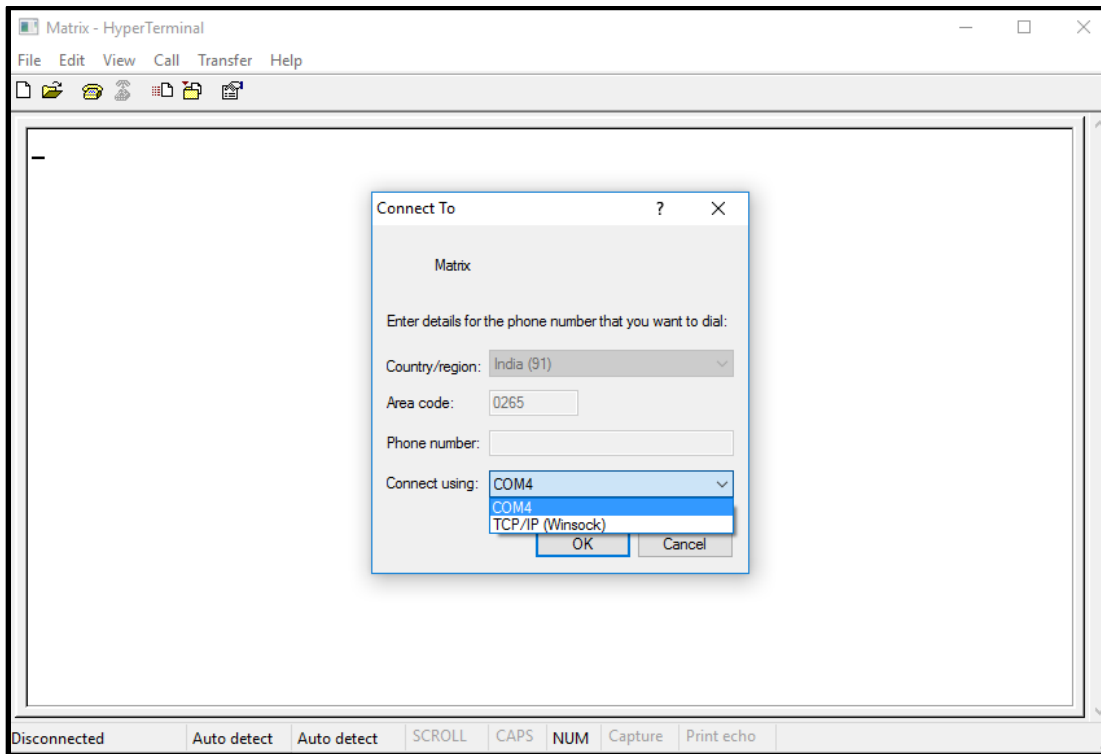 Matrix - HyperTerminal
File Edit View Call Transfer Help
Connect To ?
Matrix
Enter details for the phone number that you want to dial:
Country/region: India (91)
Area code: 0265
Phone number:
Connect using: COM4
COM4
TCP/IP (Winsock)
OK Cancel
Disconnected Auto detect Auto detect SCROLL CAPS NUM Capture Print echo